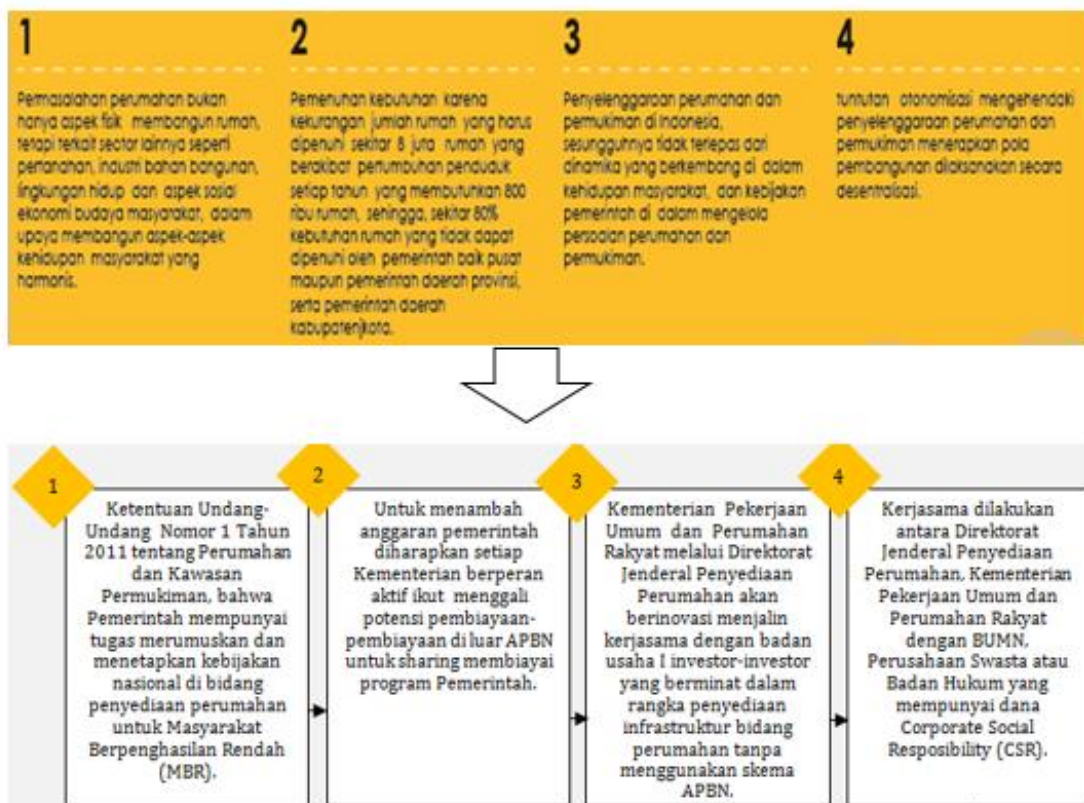 1
Permasalahan perumahan bukan
hanya aspek fisik membangun rumah,
tetapi terkait sector lainnya seperti
pertanahan, industri bahan bangunan,
lingkungan hidup dan aspek sosial
ekonomi budaya masyarakat, dalam
upaya membangun aspek-aspek
kehidupan masyarakat yang
harmonis.
2
Pemenuhan kebutuhan karena
kekurangan jumlah rumah yang harus
dipenuhi sekitar 8 juta rumah yang
berakibat pertumbuhan penduduk
setiap tahun yang membutuhkan 800
ribu rumah, sehingga, sekitar 80%
kebutuhan rumah yang tidak dapat
dipenuhi oleh pemerintah baik pusat
maupun pemerintah daerah provinsi,
serta pemerintah daerah
kabupaten|kota.
3
Penyelenggaraan perumahan dan
permukiman di Indonesia,
sesungguhnya tidak terlepas dari
dinamika yang berkembang di dalam
kehidupan masyarakat, dan kebijakan
pemerintah di dalam mengelola
persoalan perumahan dan
permukiman.
4
tuntutan otonomisasi mengehendaki
penyelenggaraan perumahan dan
permukiman menerapkan pola
pembangunan dilaksanakan secara
desentralisasi.
1
Ketentuan Undang-
Undang Nomor 1 Tahun
2011 tentang Perumahan
dan Kawasan
Permukiman, bahwa
Pemerintah mempunyai
tugas merumuskan dan
menetapkan kebijakan
nasional di bidang
penyediaan perumahan
untuk Masyarakat
Berpenghasilan Rendah
(MBR).
2
Untuk menambah
anggaran pemerintah
diharapkan setiap
Kementerian berperan
aktif ikut menggali
potensi pembiayaan-
pembiayaan di luar APBN
untuk sharing membiayai
program Pemerintah.
3
Kementerian Pekerjaan
Umum dan Perumahan
Rakyat melalui Direktorat
Jenderal Penyediaan
Perumahan akan
berinovasi menjalin
kerjasama dengan badan
usaha I investor-investor
yang berminat dalam
rangka penyediaan
infrastruktur bidang
perumahan tanpa
menggunakan skema
APBN.
4
Kerjasama dilakukan
antara Direktorat
Jenderal Penyediaan
Perumahan, Kementerian
Pekerjaan Umum dan
Perumahan Rakyat
dengan BUMN,
Perusahaan Swasta atau
Badan Hukum yang
mempunyai dana
Corporate Social
Resposibility (CSR).